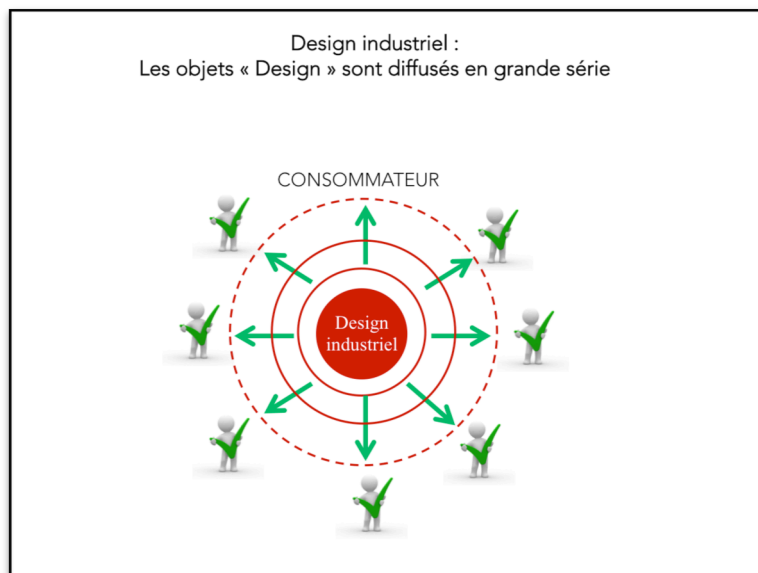 Design industriel :
Les objets « Design » sont diffusés en grande série
CONSOMMATEUR
Design
industriel